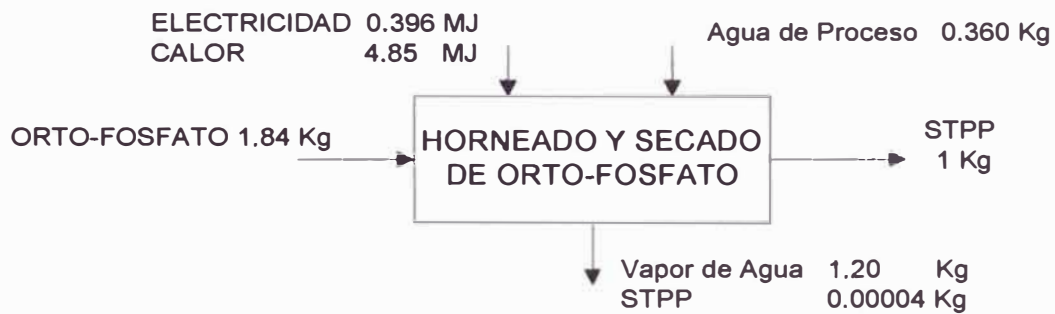 ELECTRICIDAD 0.396 MJ
CALOR 4.85 MJ
Agua de Proceso 0.360 Kg
ORTO-FOSFATO 1.84 Kg
HORNEADO Y SECADO
DE ORTO-FOSFATO
STPP
1 Kg
Vapor de Agua 1.20 Kg
STPP 0.00004 Kg